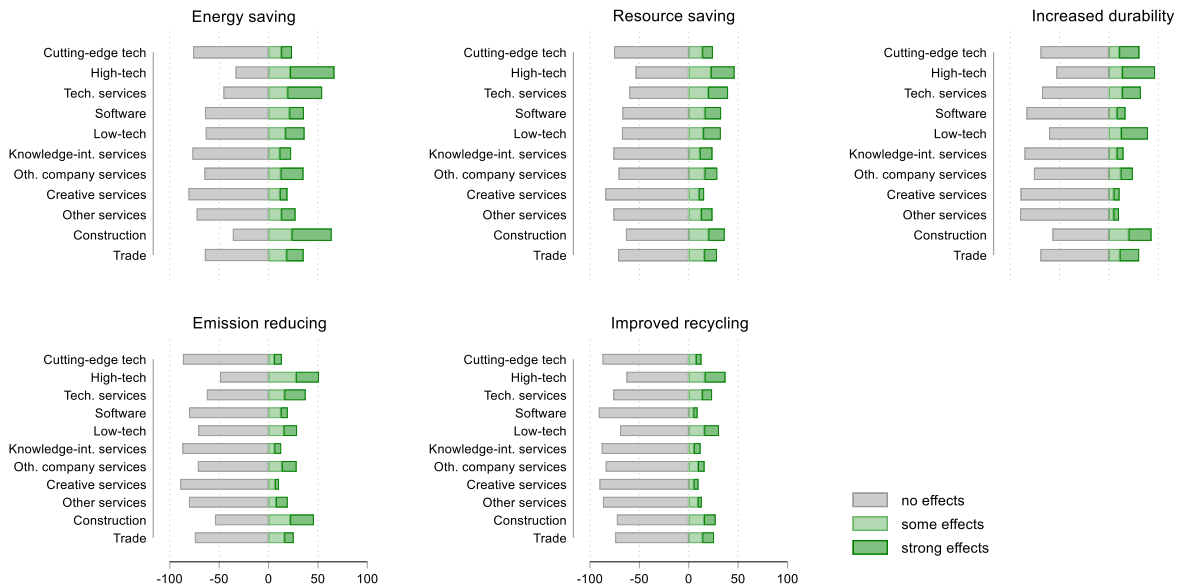 Energy saving
Cutting-edge tech
High-tech
Tech. services
Software
Low-tech
Knowledge-int. services
Oth. company services
Creative services
Other services
Construction
Trade
Resource saving
Cutting-edge tech
High-tech
Tech. services
Software
Low-tech
Knowledge-int. services
Oth. company services
Creative services
Other services
Construction
Trade
Increased durability
Cutting-edge tech
High-tech
Tech. services
Software
Low-tech
Knowledge-int. services
Oth. company services
Creative services
Other services
Construction
Trade
Emission reducing
Cutting-edge tech
High-tech
Tech. services
Software
Low-tech
Knowledge-int. services
Oth. company services
Creative services
Other services
Construction
Trade
-100 -50 0 50 100
Improved recycling
Cutting-edge tech
High-tech
Tech. services
Software
Low-tech
Knowledge-int. services
Oth. company services
Creative services
Other services
Construction
Trade
-100 -50 0 50 100
no effects
some effects
strong effects